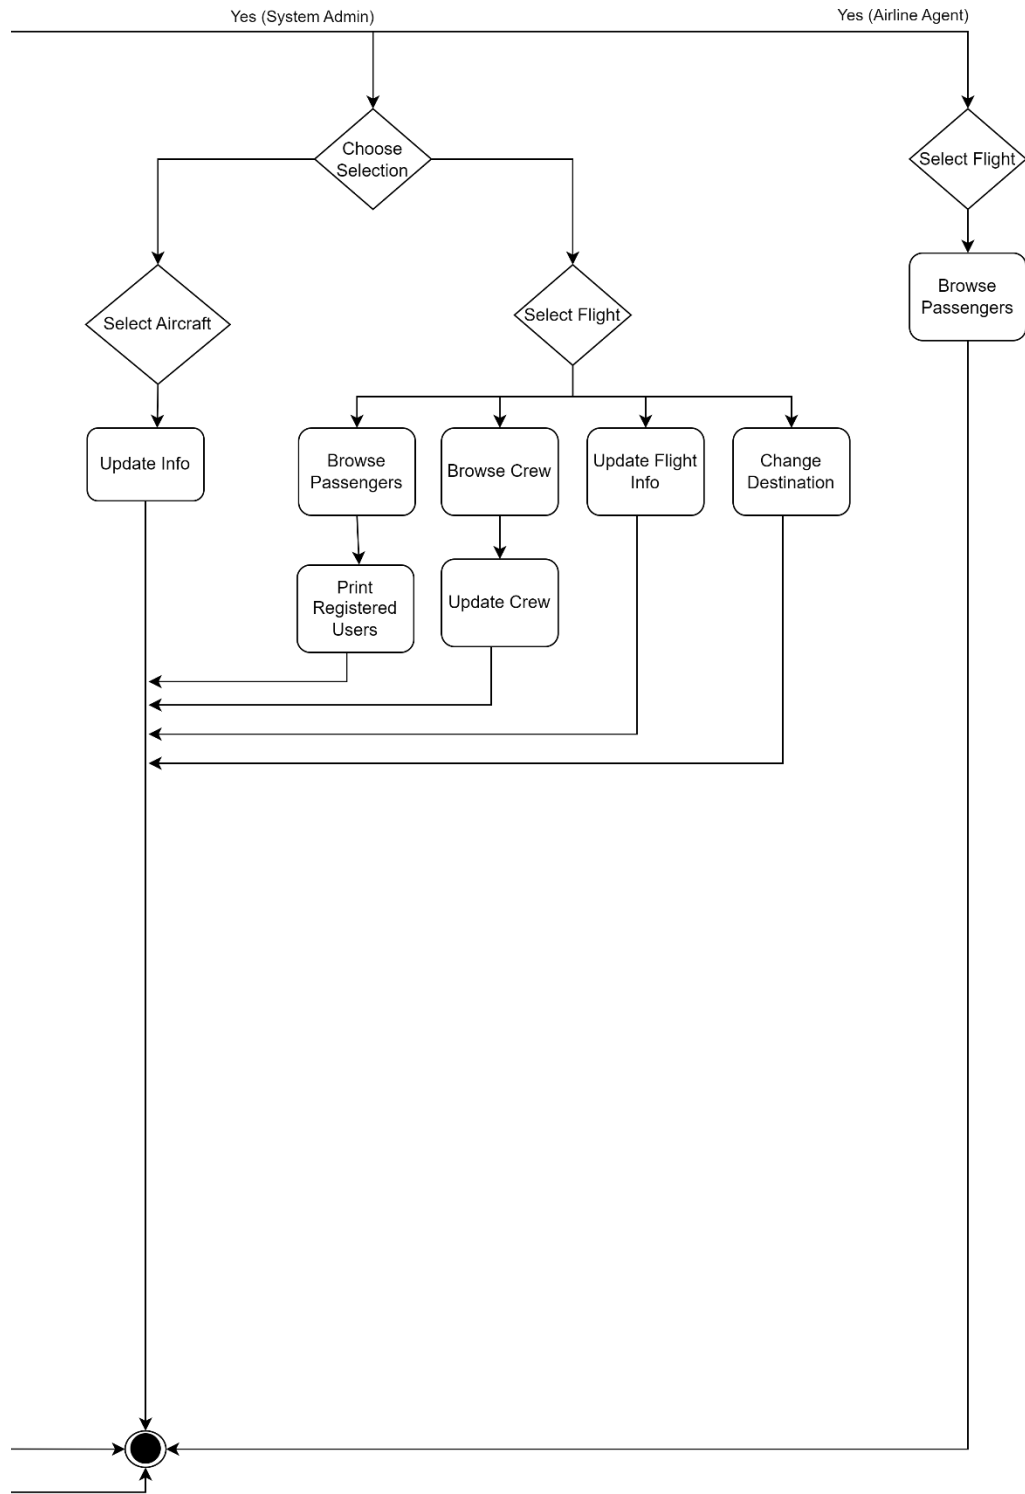 Yes (System Admin)
Yes (Airline Agent)
Choose
Selection
Select Flight
Select Aircraft
Select Flight
Browse
Passengers
Update Info
Browse
Passengers
Browse Crew
Update Flight
Info
Change
Destination
Print
Registered
Users
Update Crew